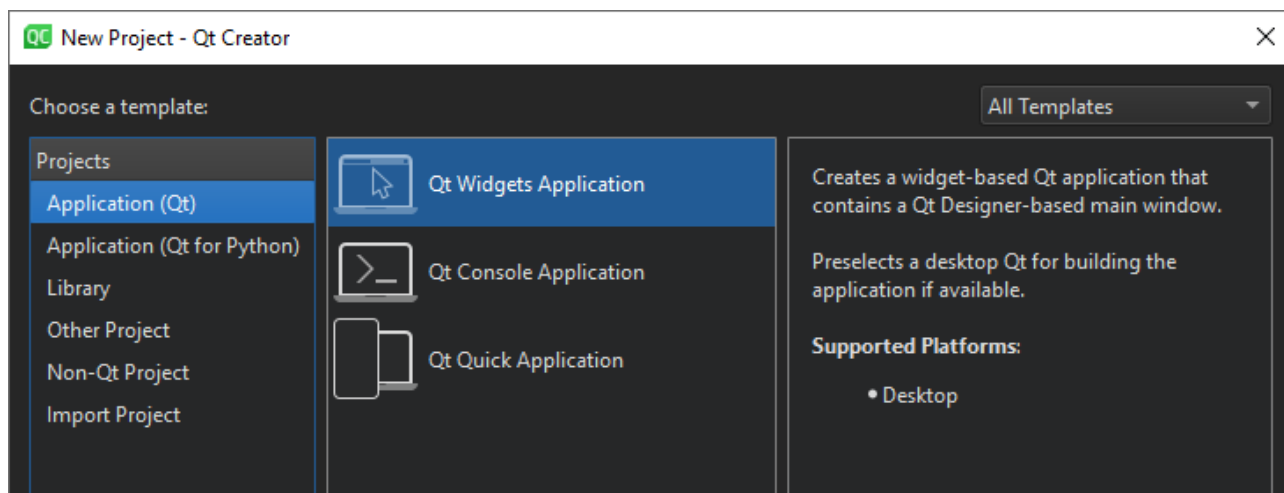 QC New Project - Qt Creator
Choose a template:
All Templates
Projects
Application (Qt)
Application (Qt for Python)
Library
Other Project
Non-Qt Project
Import Project
Qt Widgets Application
Qt Console Application
Qt Quick Application
Creates a widget-based Qt application that
contains a Qt Designer-based main window.
Preselects a desktop Qt for building the
application if available.
Supported Platforms:
• Desktop